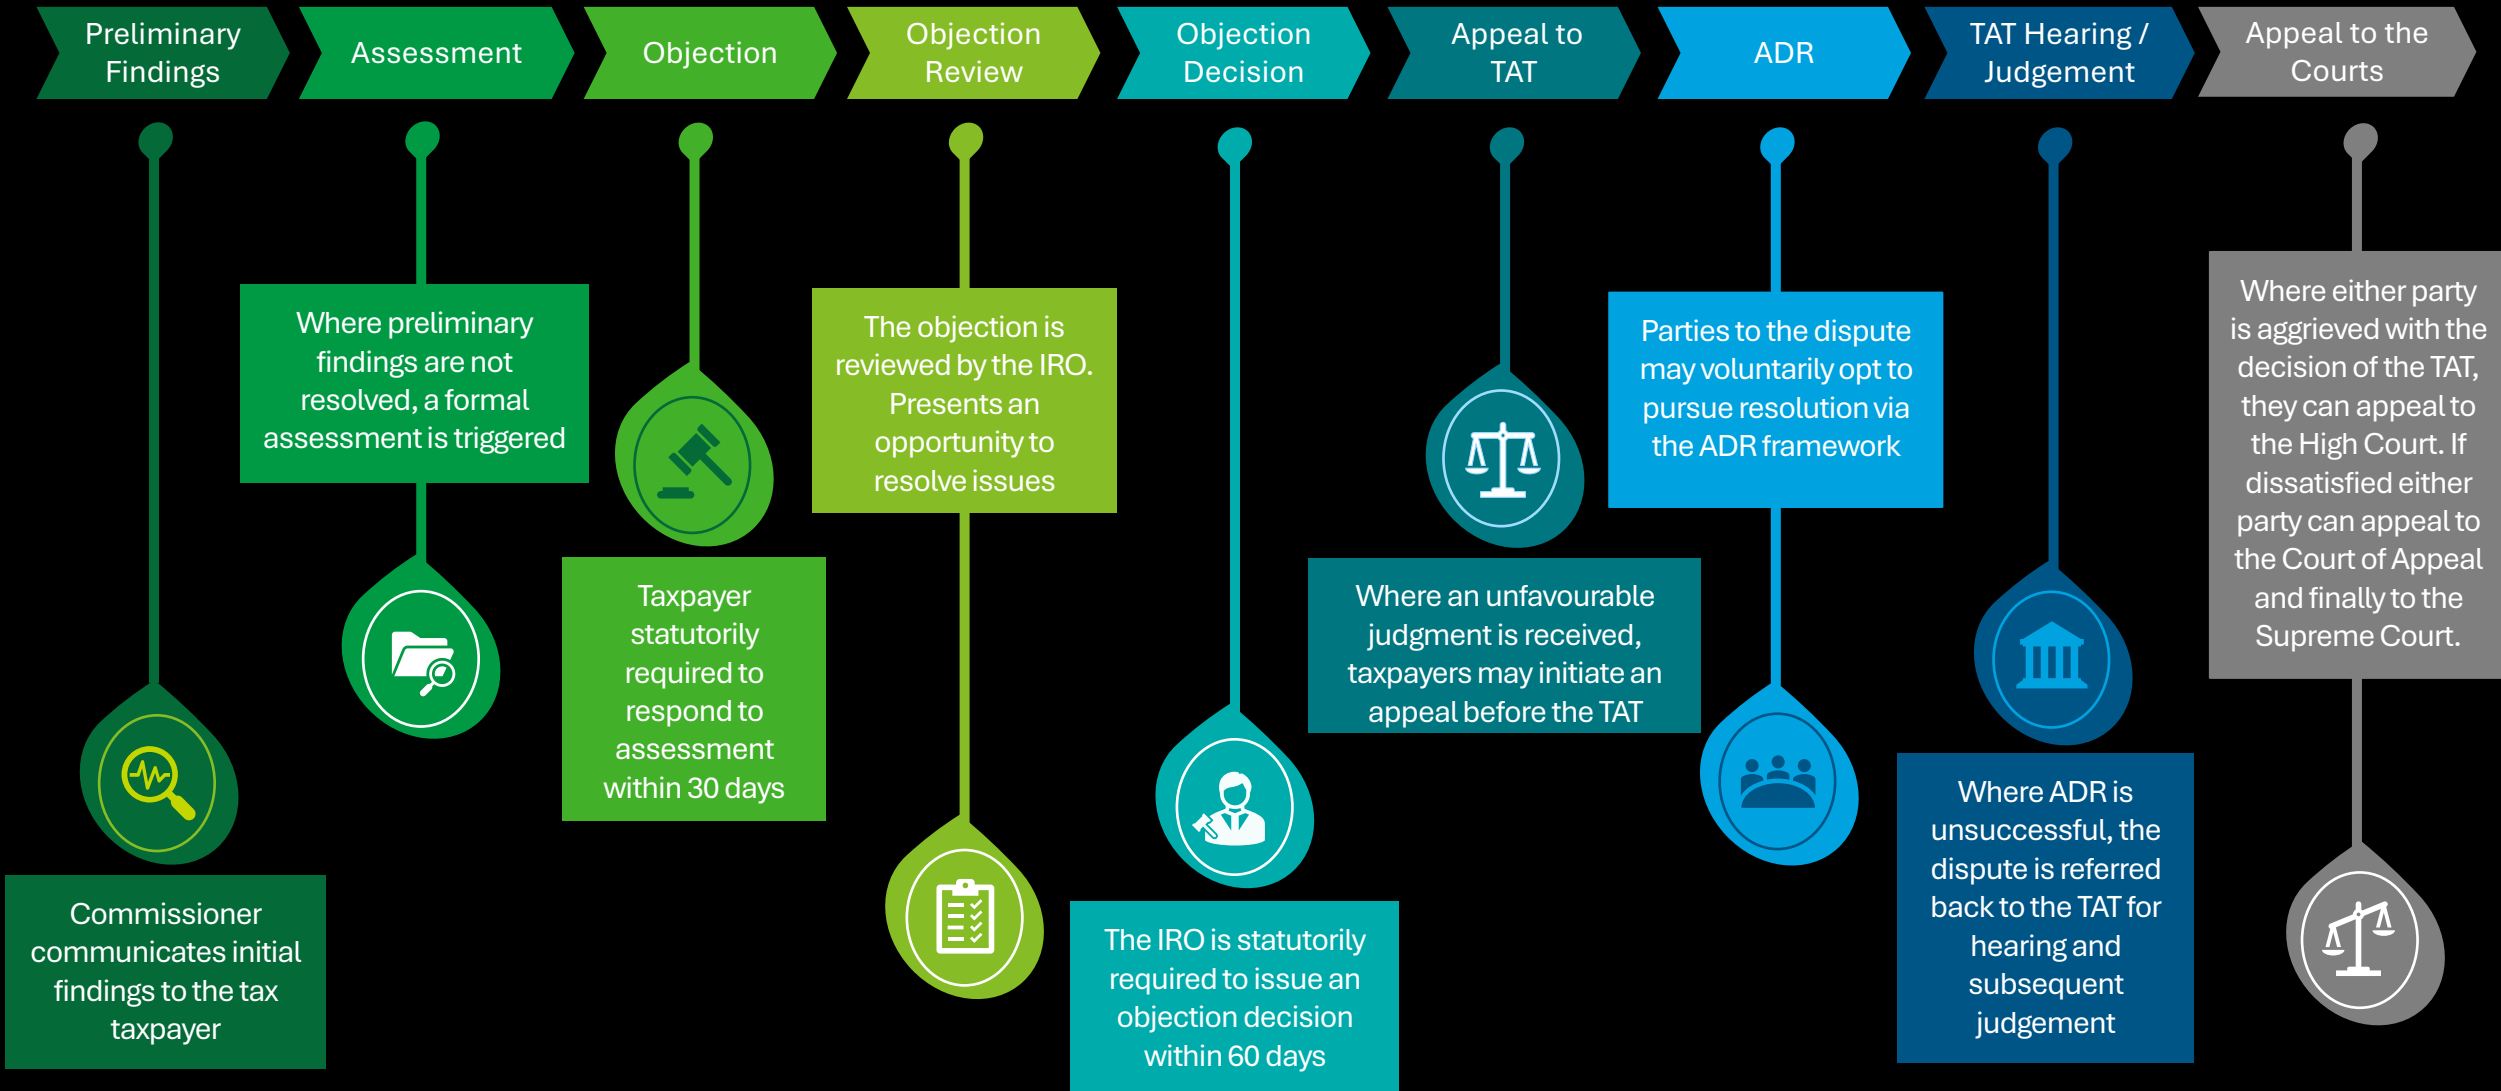 Preliminary
Findings
Assessment
Objection
Objection
Review
Objection
Decision
Appeal to
TAT
ADR
TAT Hearing /
Judgement
Appeal to the
Courts
Commissioner
communicates initial
findings to the tax
taxpayer
Where preliminary
findings are not
resolved, a formal
assessment is triggered
Taxpayer
statutorily
required to
respond to
assessment
within 30 days
The objection is
reviewed by the IRO.
Presents an
opportunity to
resolve issues
The IRO is statutorily
required to issue an
objection decision
within 60 days
Where an unfavourable
judgment is received,
taxpayers may initiate an
appeal before the TAT
Parties to the dispute
may voluntarily opt to
pursue resolution via
the ADR framework
Where ADR is
unsuccessful, the
dispute is referred
back to the TAT for
hearing and
subsequent
judgement
Where either party
is aggrieved with the
decision of the TAT,
they can appeal to
the High Court. If
dissatisfied either
party can appeal to
the Court of Appeal
and finally to the
Supreme Court.